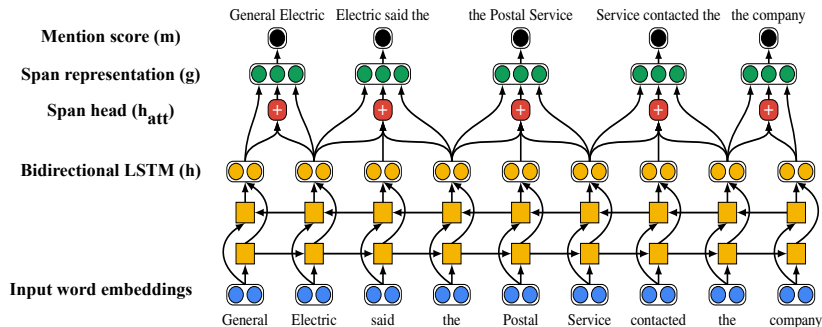 General Electric Electric said the the Postal Service Service contacted the the company
Mention score (m)
Span representation (g)
+ + + + +
Span head (h_att)
Bidirectional LSTM (h)
Input word embeddings
General Electric said the Postal Service contacted the company